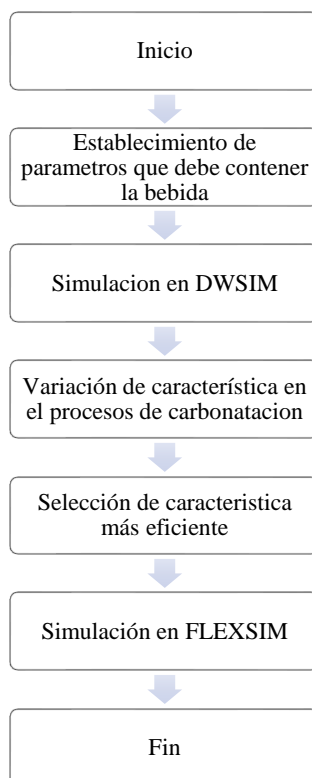 Inicio
Establecimiento de
parametros que debe contener
la bebida
Simulacion en DWSIM
Variación de característica en
el procesos de carbonatacion
Selección de caracteristica
más eficiente
Simulación en FLEXSIM
Fin